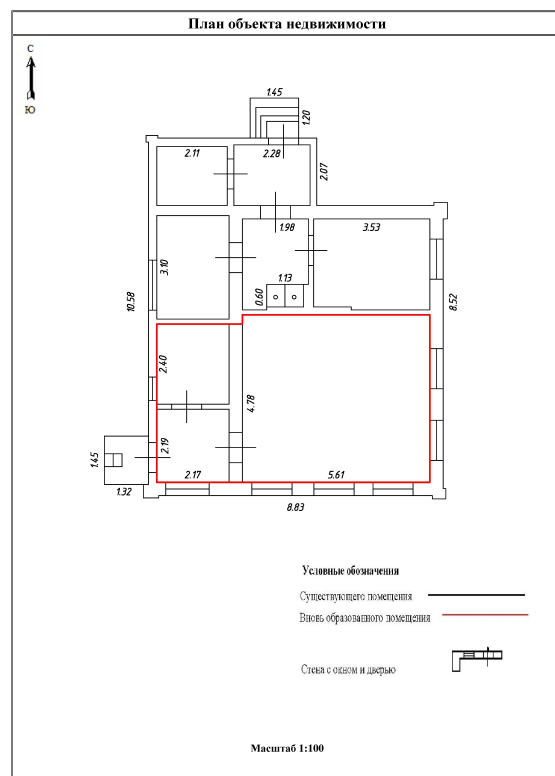 План объекта недвижимости
С
Ю
1.45
1.20
2.11
2.28
2.07
1.98
3.53
3.10
1.13
0.60
10.58
8.52
2.40
4.78
2.19
1.45
2.17
5.61
1.32
8.83
Условные обозначения
Существующего помещения
Вновь образованного помещения
Стена с окном и дверью
Масштаб 1:100